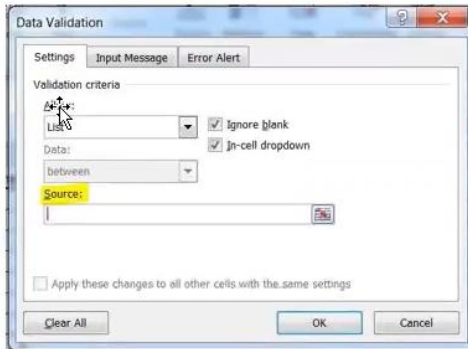 Data Validation
Settings Input Message Error Alert
Validation criteria
List Ignore blank
Data: In-cell dropdown
between
Source:
Apply these changes to all other cells with the same settings
Clear All OK Cancel